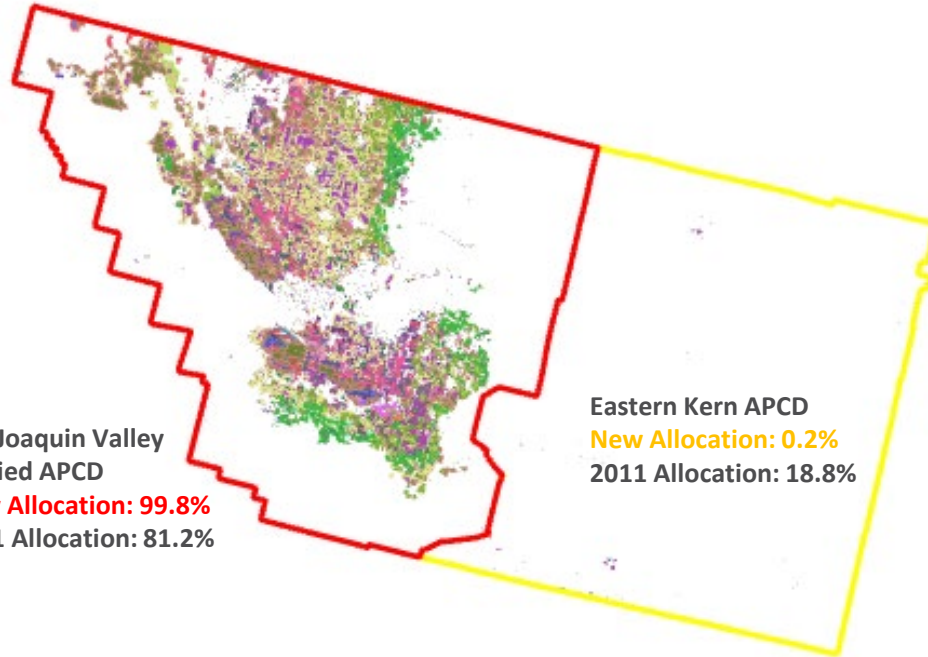 Joaquin Valley
ied APCD
Allocation: 99.8%
1 Allocation: 81.2%
Eastern Kern APCD
New Allocation: 0.2%
2011 Allocation: 18.8%